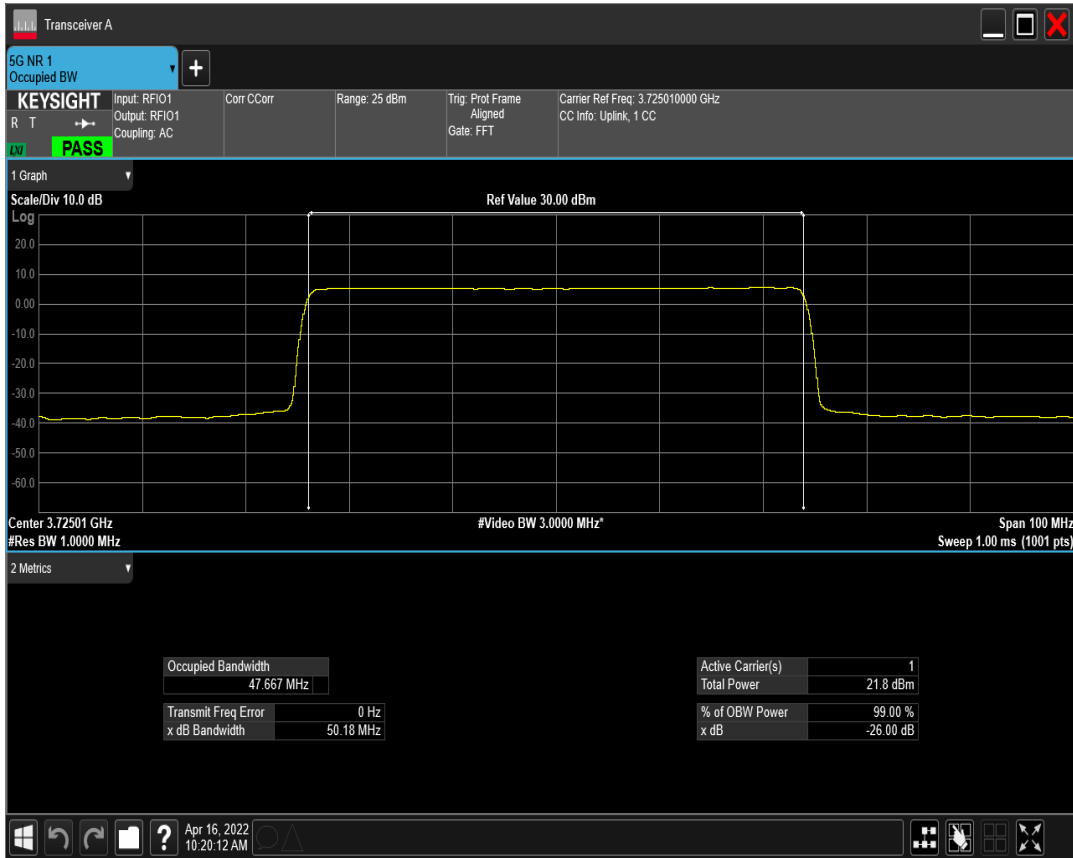 Transceiver A
5G NR 1
Occupied BW
KEYSIGHT
R T
LXI
PASS
Input: RFIO1
Output: RFIO1
Coupling: AC
Corr CCorr
Range: 25 dBm
Trig: Prot Frame
Aligned
Gate: FFT
Carrier Ref Freq: 3.725010000 GHz
CC Info: Uplink, 1 CC
1 Graph
Scale/Div 10.0 dB
Ref Value 30.00 dBm
Log
20.0
10.0
0.00
-10.0
-20.0
-30.0
-40.0
-50.0
-60.0
Center 3.72501 GHz
#Video BW 3.0000 MHz*
Span 100 MHz
#Res BW 1.0000 MHz
Sweep 1.00 ms (1001 pts)
2 Metrics
Occupied Bandwidth
47.667 MHz
Transmit Freq Error 0 Hz
x dB Bandwidth 50.18 MHz
Active Carrier(s) 1
Total Power 21.8 dBm
% of OBW Power 99.00 %
x dB -26.00 dB
?
Apr 16, 2022
10:20:12 AM